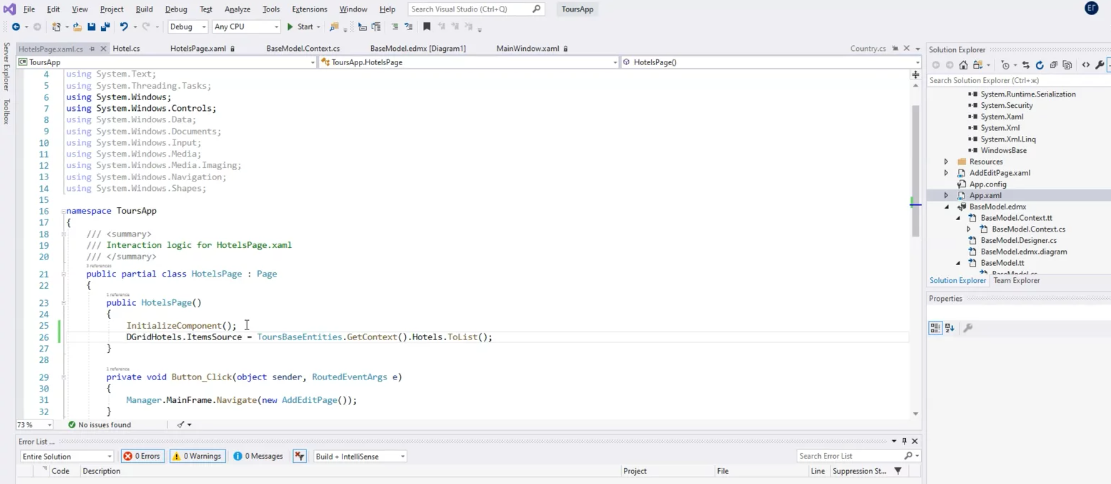 File Edit View Project Build Debug Test Analyze Tools Extensions Window Help Search Visual Studio (Ctrl+Q) ToursApp ЕГ
Debug Any CPU Start
HotelsPage.xaml.cs Hotel.cs HotelsPage.xaml BaseModel.Context.cs BaseModel.edmx [Diagram1] MainWindow.xaml Country.cs
ToursApp ToursApp.HotelsPage HotelsPage()
Server Explorer
Toolbox
4 using System.Text;
5 using System.Threading.Tasks;
6 using System.Windows;
7 using System.Windows.Controls;
8 using System.Windows.Data;
9 using System.Windows.Documents;
10 using System.Windows.Input;
11 using System.Windows.Media;
12 using System.Windows.Media.Imaging;
13 using System.Windows.Navigation;
14 using System.Windows.Shapes;
15
16 namespace ToursApp
17 {
18 /// <summary>
19 /// Interaction logic for HotelsPage.xaml
20 /// </summary>
21 public partial class HotelsPage : Page
22 {
1 reference
23 public HotelsPage()
24 {
25 InitializeComponent();
26 DGridHotels.ItemsSource = ToursBaseEntities.GetContext().Hotels.ToList();
27 }
28
1 reference
29 private void Button_Click(object sender, RoutedEventArgs e)
30 {
31 Manager.MainFrame.Navigate(new AddEditPage());
32 }
73 % No issues found
Error List ...
Entire Solution 0 Errors 0 Warnings 0 Messages Build + IntelliSense Search Error List
Code Description Project File Line Suppression St...
Solution Explorer
Search Solution Explorer (Ctrl+ж)
System.Runtime.Serialization
System.Security
System.Xaml
System.Xml
System.Xml.Linq
WindowsBase
Resources
AddEditPage.xaml
App.config
App.xaml
BaseModel.edmx
BaseModel.Context.tt
BaseModel.Context.cs
BaseModel.Designer.cs
BaseModel.edmx.diagram
BaseModel.tt
Solution Explorer Team Explorer
Properties